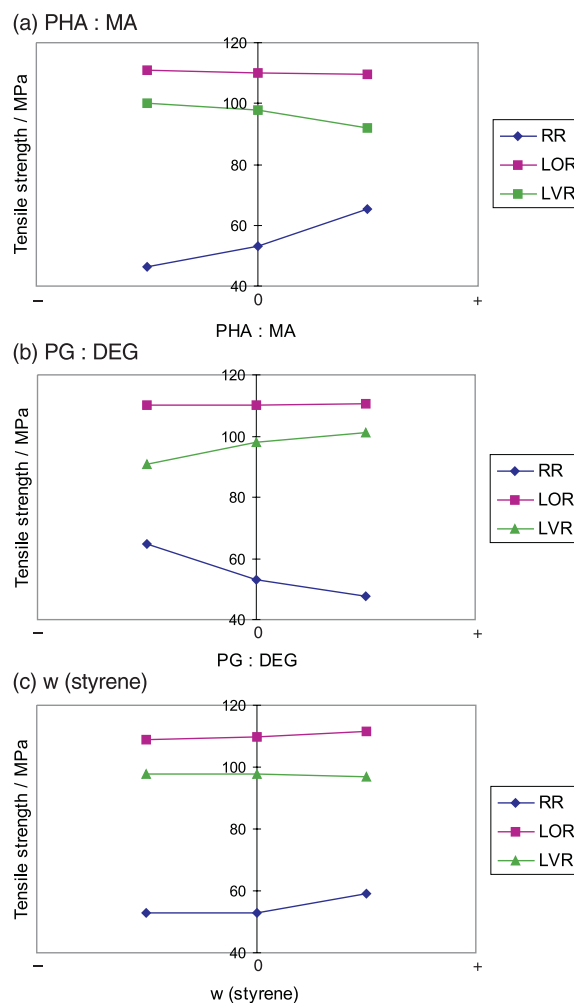 (a) PHA : MA
Tensile strength / MPa
120
100
80
60
40
–
0
+
PHA : MA
RR
LOR
LVR
(b) PG : DEG
Tensile strength / MPa
120
100
80
60
40
–
0
+
PG : DEG
RR
LOR
LVR
(c) w (styrene)
Tensile strength / MPa
120
100
80
60
40
–
0
+
w (styrene)
RR
LOR
LVR